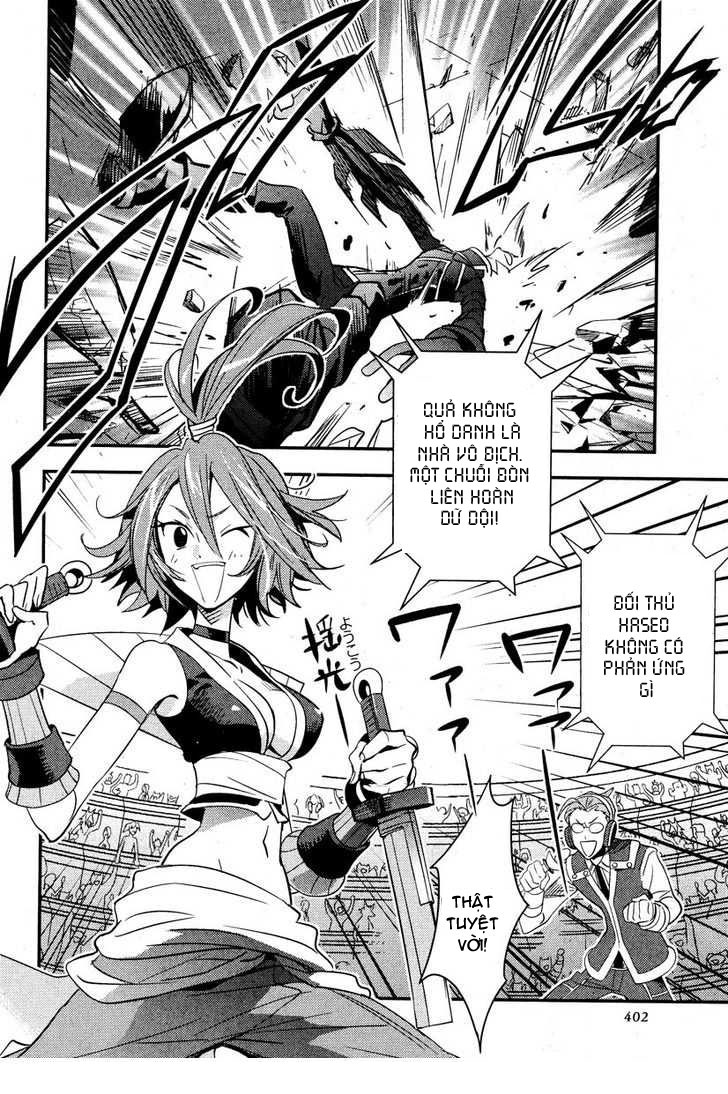 QUẢ KHÔNG
HỔ DANH LÀ
NHÀ VÔ ĐỊCH.
MỘT CHUỖI ĐÒN
LIÊN HOÀN
DỮ DỘI!
ĐỐI THỦ
HASEO
KHÔNG CÓ
PHẢN ỨNG
GÌ
揺光ー
ようこう
ワァ
ワァァ
THẬT
TUYỆT
VỜI!
402